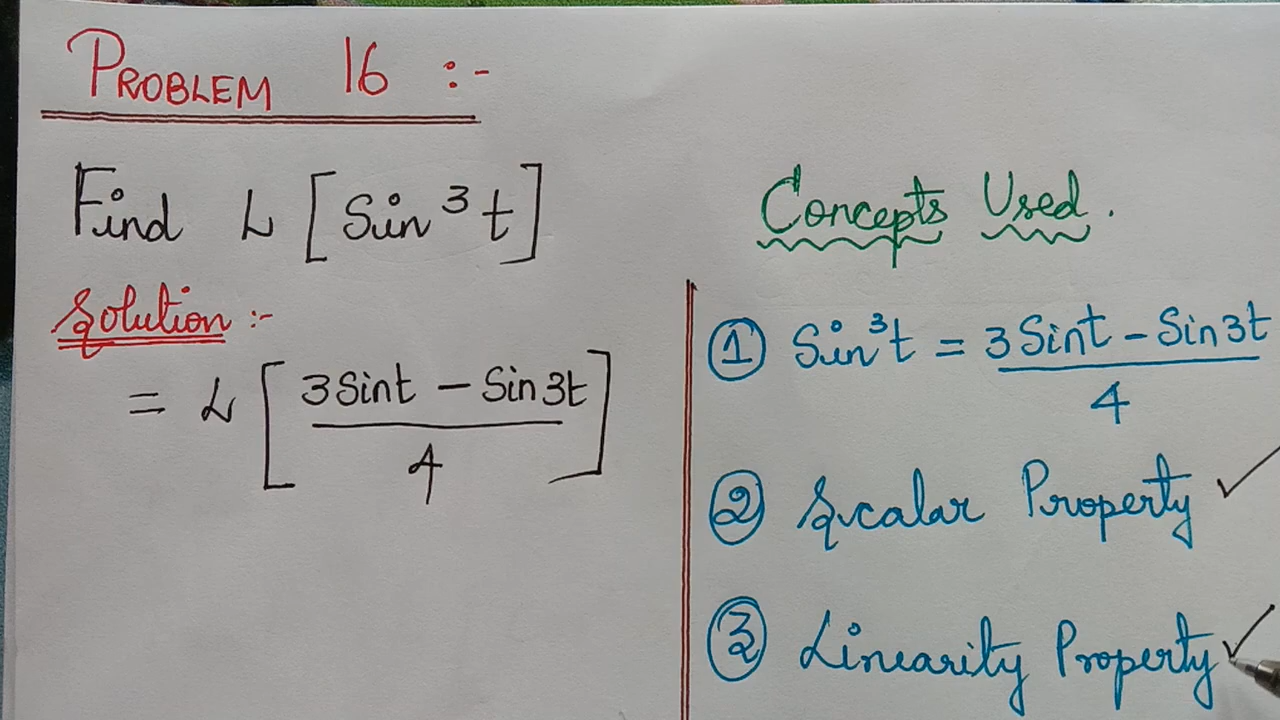 PROBLEM 16 :-
Find L [Sin³t]
Solution :-
= L [ 3Sint - Sin3t / 4 ]
Concepts Used.
① Sin³t = 3Sint - Sin3t / 4
② Scalar Property ✓
③ Linearity Property ✓